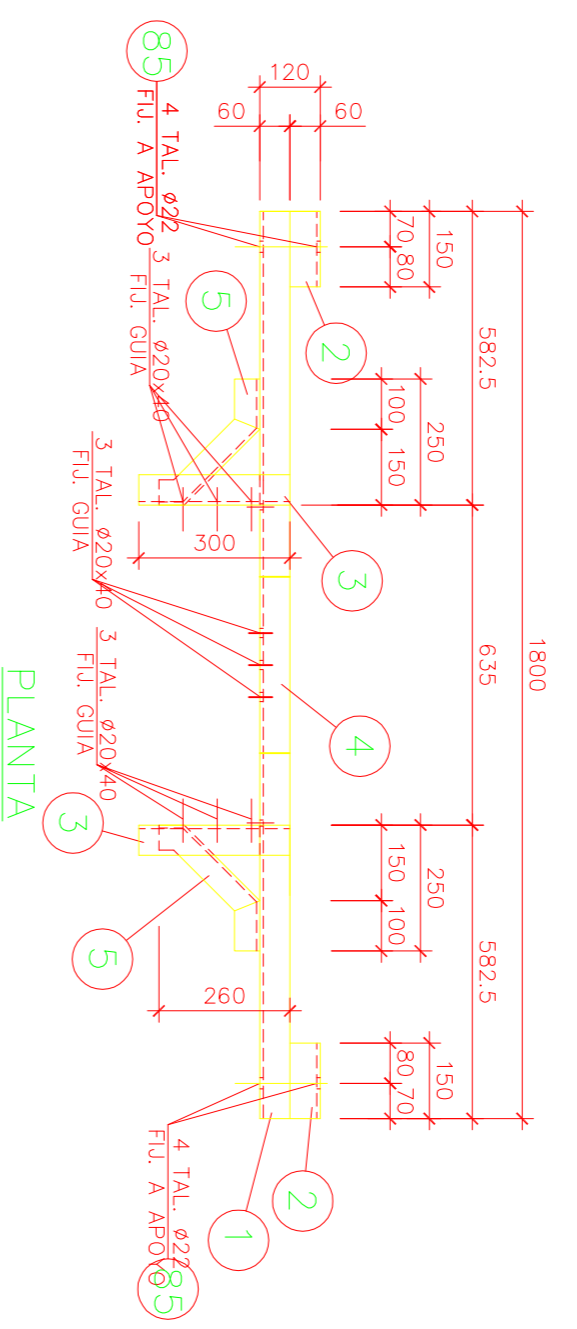 1800
582.5
635
582.5
150
70
80
250
100
150
250
150
100
150
80
70
120
60
60
2
3
4
2
1
5
3
5
300
260
85
4 TAL. Ø22
FIJ. A APOYO
3 TAL. Ø20x40
FIJ. GUIA
3 TAL. Ø20x40
FIJ. GUIA
3 TAL. Ø20x40
FIJ. GUIA
4 TAL. Ø22
FIJ. A APOYO
85
PLANTA